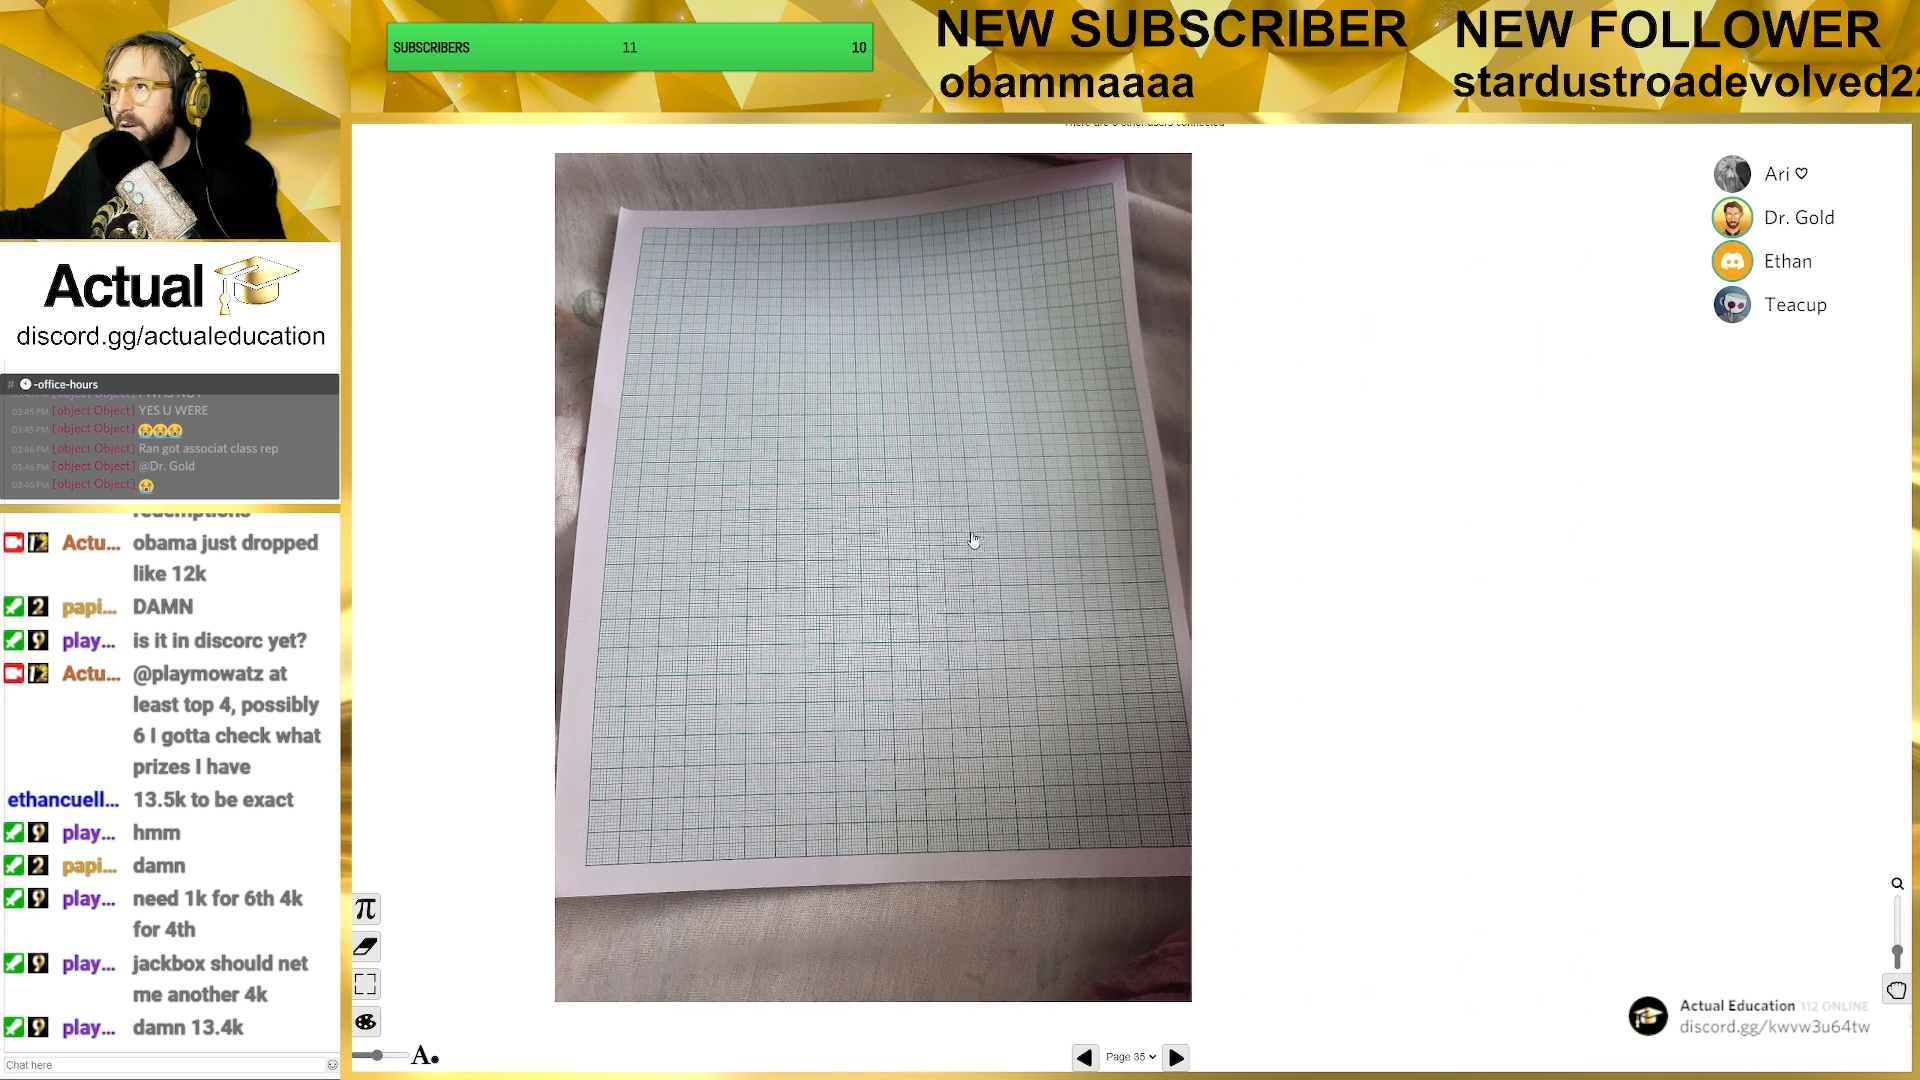 SUBSCRIBERS 11 10
NEW SUBSCRIBER
obammaaaa
NEW FOLLOWER
stardustroadevolved22
Actual
discord.gg/actualeducation
# -office-hours
03:45 PM [object Object] YES U WERE
03:45 PM [object Object]
03:46 PM [object Object] Ran got associat class rep
03:46 PM [object Object] @Dr. Gold
03:46 PM [object Object]
redemptions
Actu... obama just dropped
like 12k
papi... DAMN
play... is it in discorc yet?
Actu... @playmowatz at
least top 4, possibly
6 I gotta check what
prizes I have
ethancuell... 13.5k to be exact
play... hmm
papi... damn
play... need 1k for 6th 4k
for 4th
play... jackbox should net
me another 4k
play... damn 13.4k
Chat here
Ari ♡
Dr. Gold
Ethan
Teacup
π
A.
Page 35
Actual Education 112 ONLINE
discord.gg/kwvw3u64tw